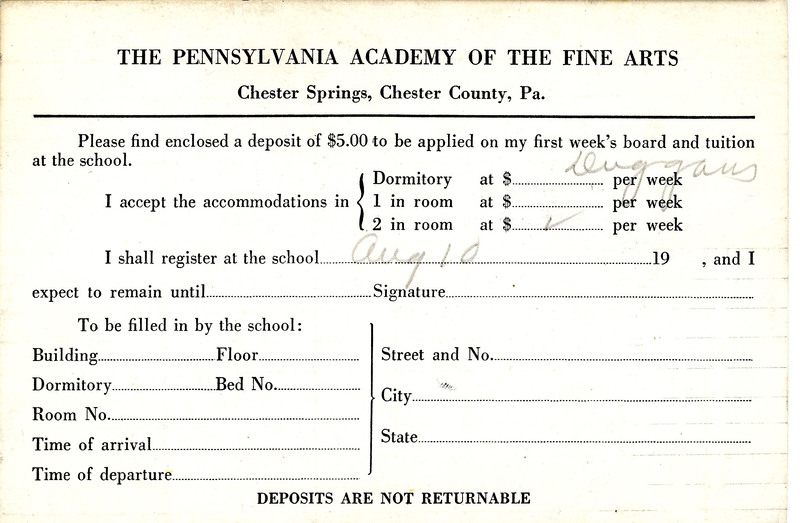 THE PENNSYLVANIA ACADEMY OF THE FINE ARTS
Chester Springs, Chester County, Pa.
Please find enclosed a deposit of $5.00 to be applied on my first week's board and tuition
at the school.
Duggans
Dormitory at $ per week
I accept the accommodations in 1 in room at $ per week
2 in room at $ ✓ per week
I shall register at the school Aug 10 19 , and I
expect to remain until Signature
To be filled in by the school:
Building Floor Street and No.
Dormitory Bed No.
City
Room No.
Time of arrival State
Time of departure
DEPOSITS ARE NOT RETURNABLE